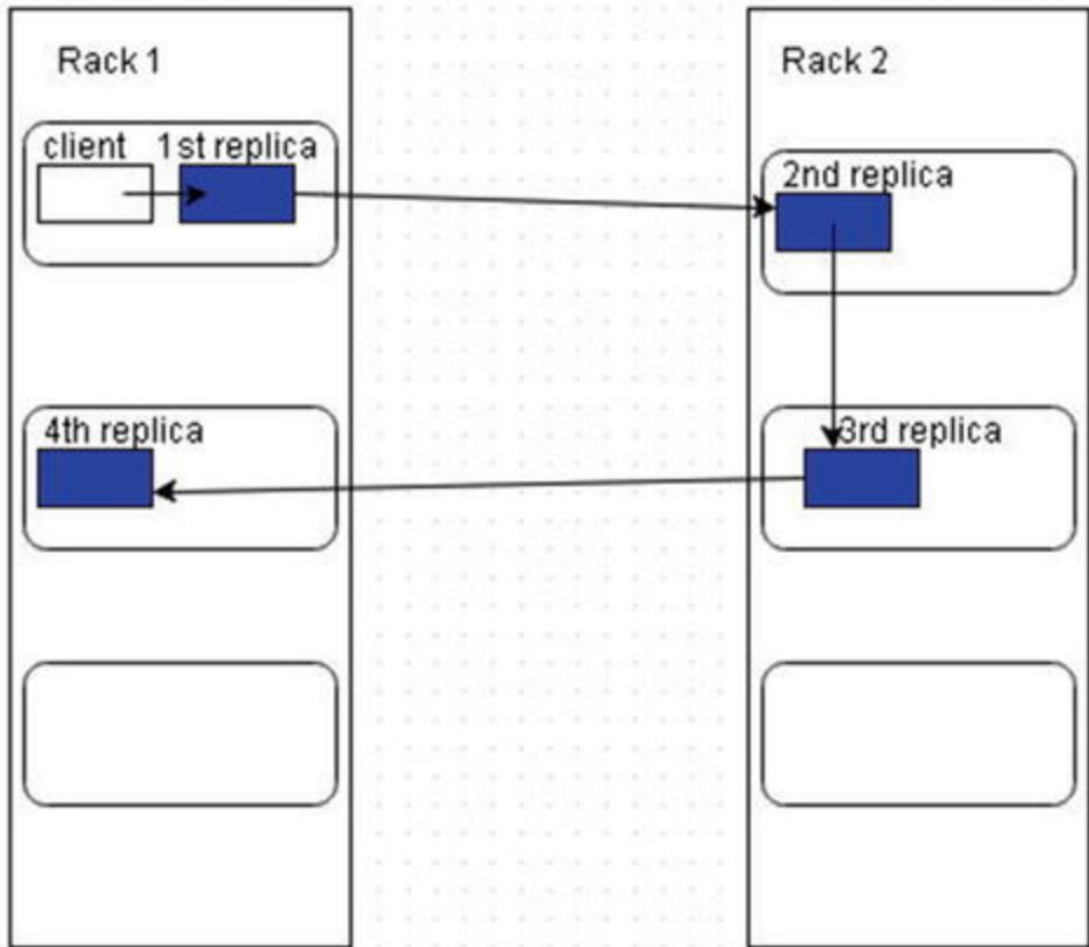 Rack 1
Rack 2
client
1st replica
2nd replica
4th replica
3rd replica